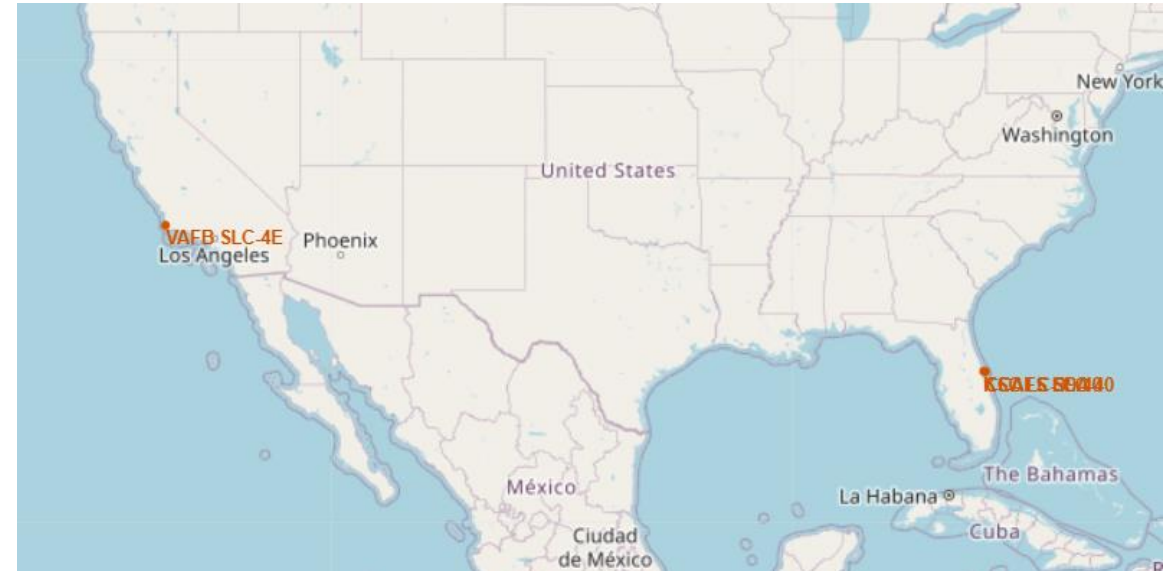 New York
Washington
United States
VAFB SLC-4E
Phoenix
Los Angeles
The Bahamas
México
La Habana
Cuba
Ciudad
de México